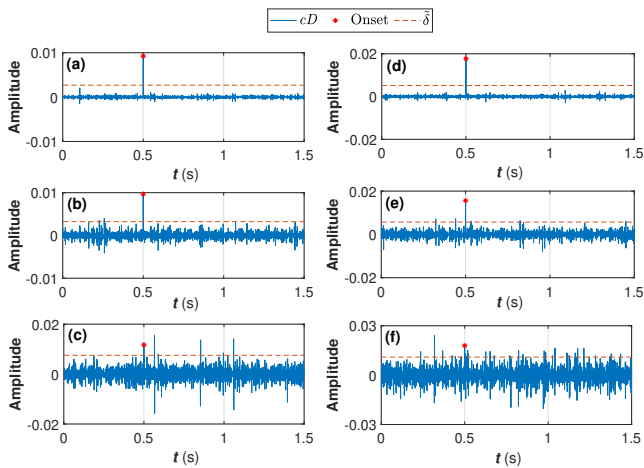 cD Onset δ̃
(a)
Amplitude
0.01
0
-0.01
0 0.5 1 1.5
t (s)
(d)
Amplitude
0.02
0
-0.02
0 0.5 1 1.5
t (s)
(b)
Amplitude
0.01
0
-0.01
0 0.5 1 1.5
t (s)
(e)
Amplitude
0.02
0
-0.02
0 0.5 1 1.5
t (s)
(c)
Amplitude
0.02
0
-0.02
0 0.5 1 1.5
t (s)
(f)
Amplitude
0.03
0
-0.03
0 0.5 1 1.5
t (s)